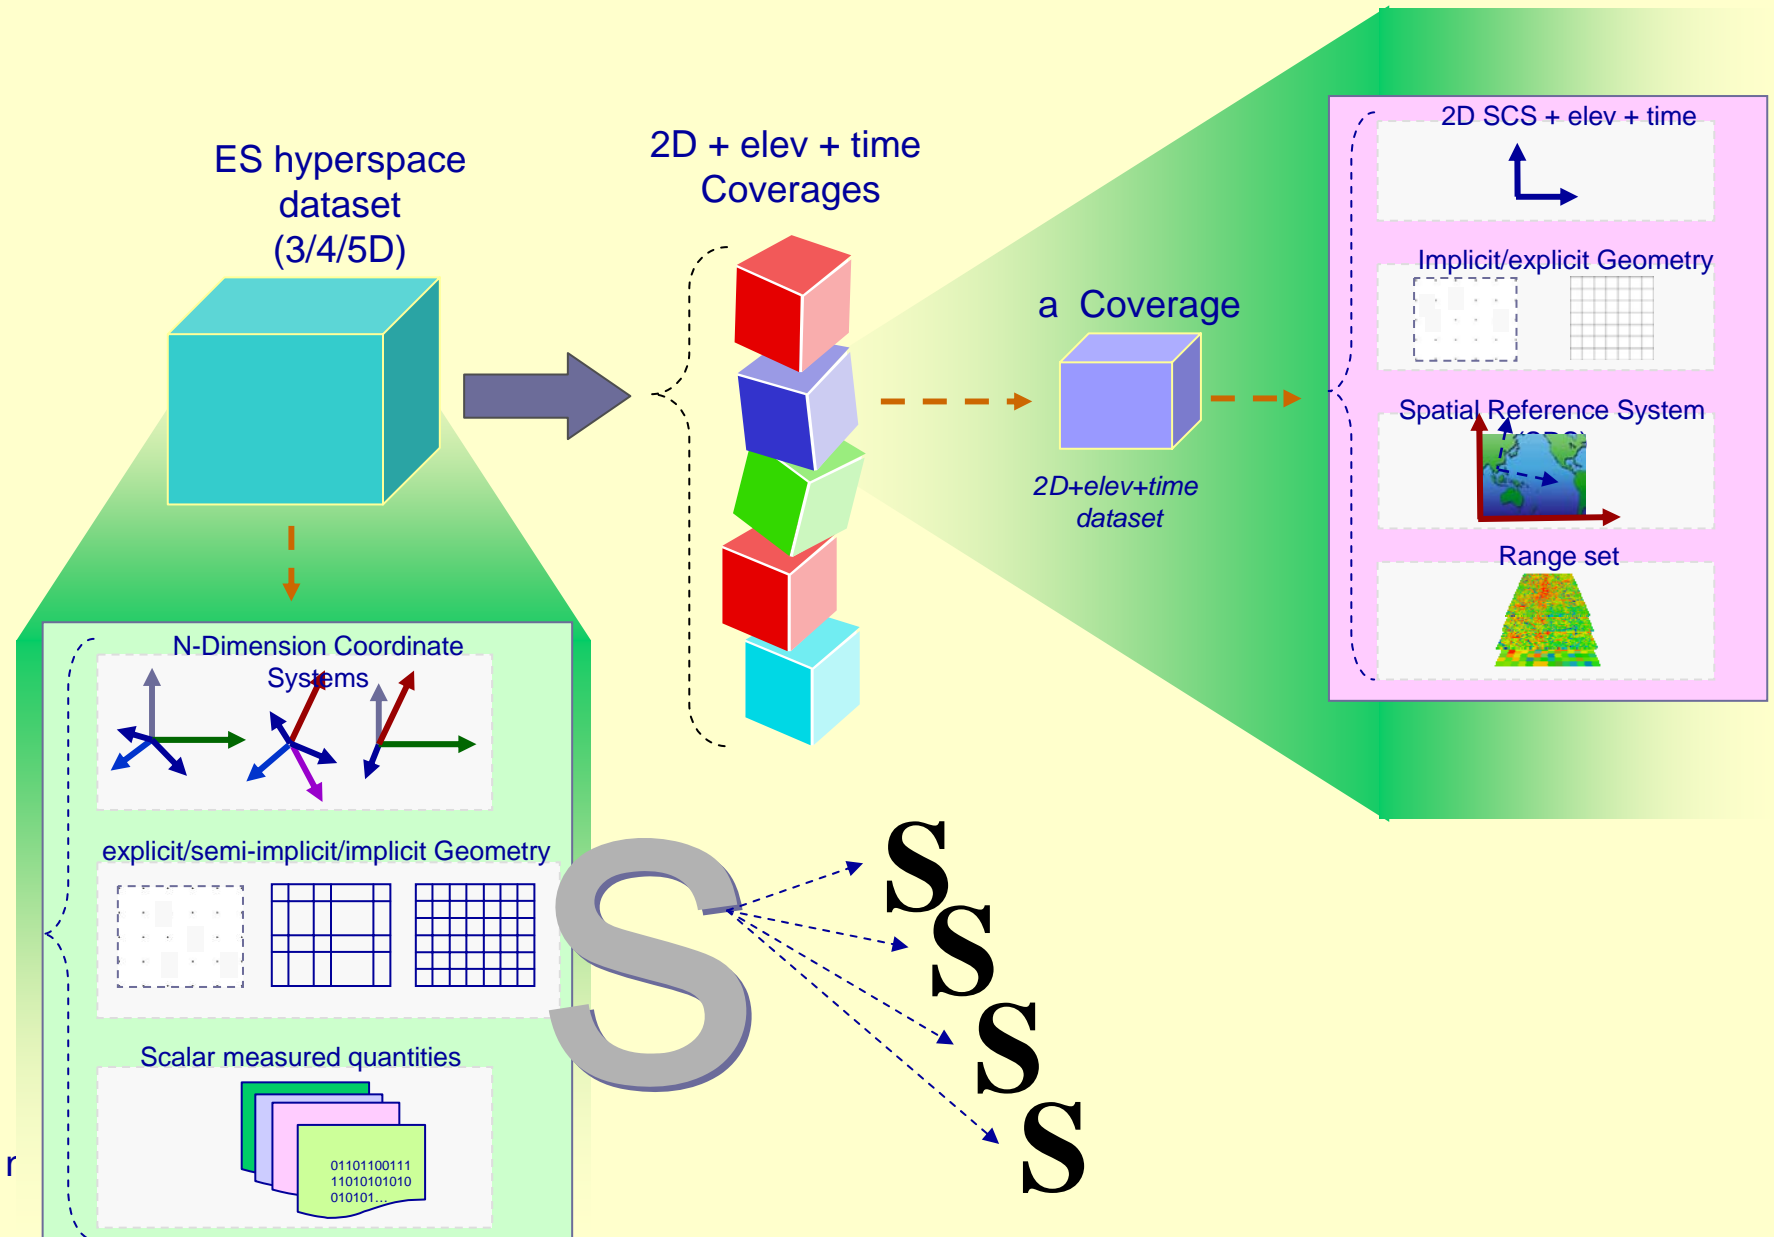 ES hyperspace
dataset
(3/4/5D)
2D + elev + time
Coverages
a Coverage
2D+elev+time
dataset
2D SCS + elev + time
Implicit/explicit Geometry
Spatial Reference System
Range set
N-Dimension Coordinate
Systems
explicit/semi-implicit/implicit Geometry
Scalar measured quantities
01101100111
11010101010
010101...
S
S
S
S
S